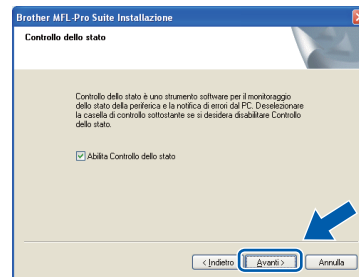 Brother MFL-Pro Suite Installazione
Controllo dello stato
Controllo dello stato è uno strumento software per il monitoraggio
dello stato della periferica e la notifica di errori dal PC. Deselezionare
la casella di controllo sottostante se si desidera disabilitare Controllo
dello stato.
Abilita Controllo dello stato
< Indietro Avanti > Annulla